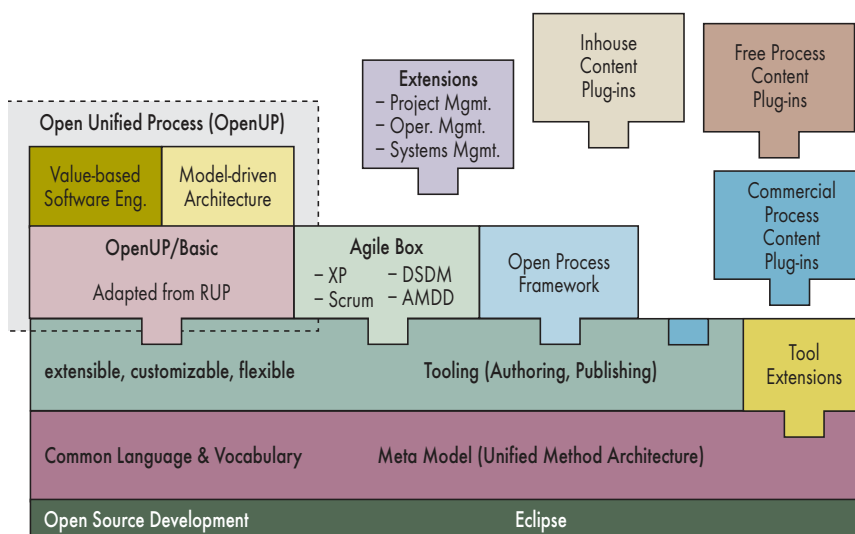 Extensions
– Project Mgmt.
– Oper. Mgmt.
– Systems Mgmt.
Inhouse
Content
Plug-ins
Free Process
Content
Plug-ins
Open Unified Process (OpenUP)
Value-based
Software Eng.
Model-driven
Architecture
Commercial
Process
Content
Plug-ins
OpenUP/Basic
Adapted from RUP
Agile Box
– XP – DSDM
– Scrum – AMDD
Open Process
Framework
extensible, customizable, flexible
Tooling (Authoring, Publishing)
Tool
Extensions
Common Language & Vocabulary
Meta Model (Unified Method Architecture)
Open Source Development
Eclipse